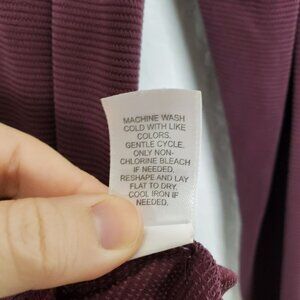 MACHINE WASH
COLD WITH LIKE
COLORS.
GENTLE CYCLE.
ONLY NON-
CHLORINE BLEACH
IF NEEDED.
RESHAPE AND LAY
FLAT TO DRY.
COOL IRON IF
NEEDED.